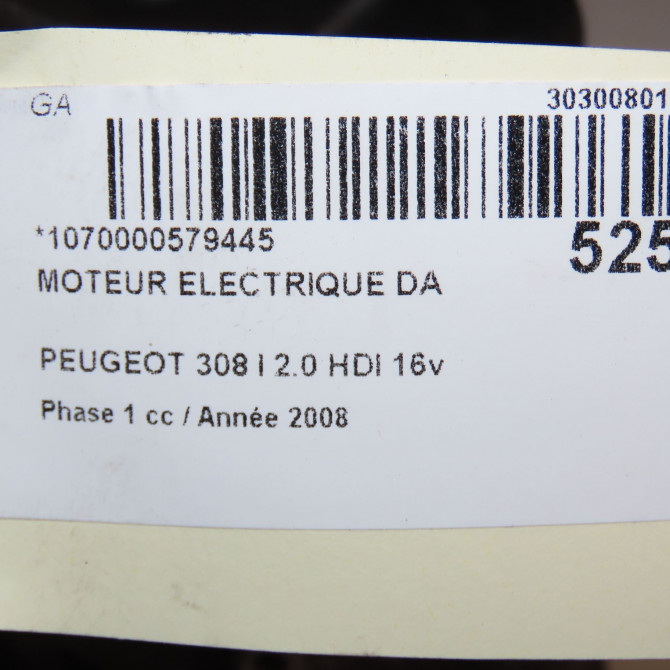 GA 30300801
*1070000579445 525
MOTEUR ELECTRIQUE DA
PEUGEOT 308 I 2.0 HDI 16v
Phase 1 cc / Année 2008